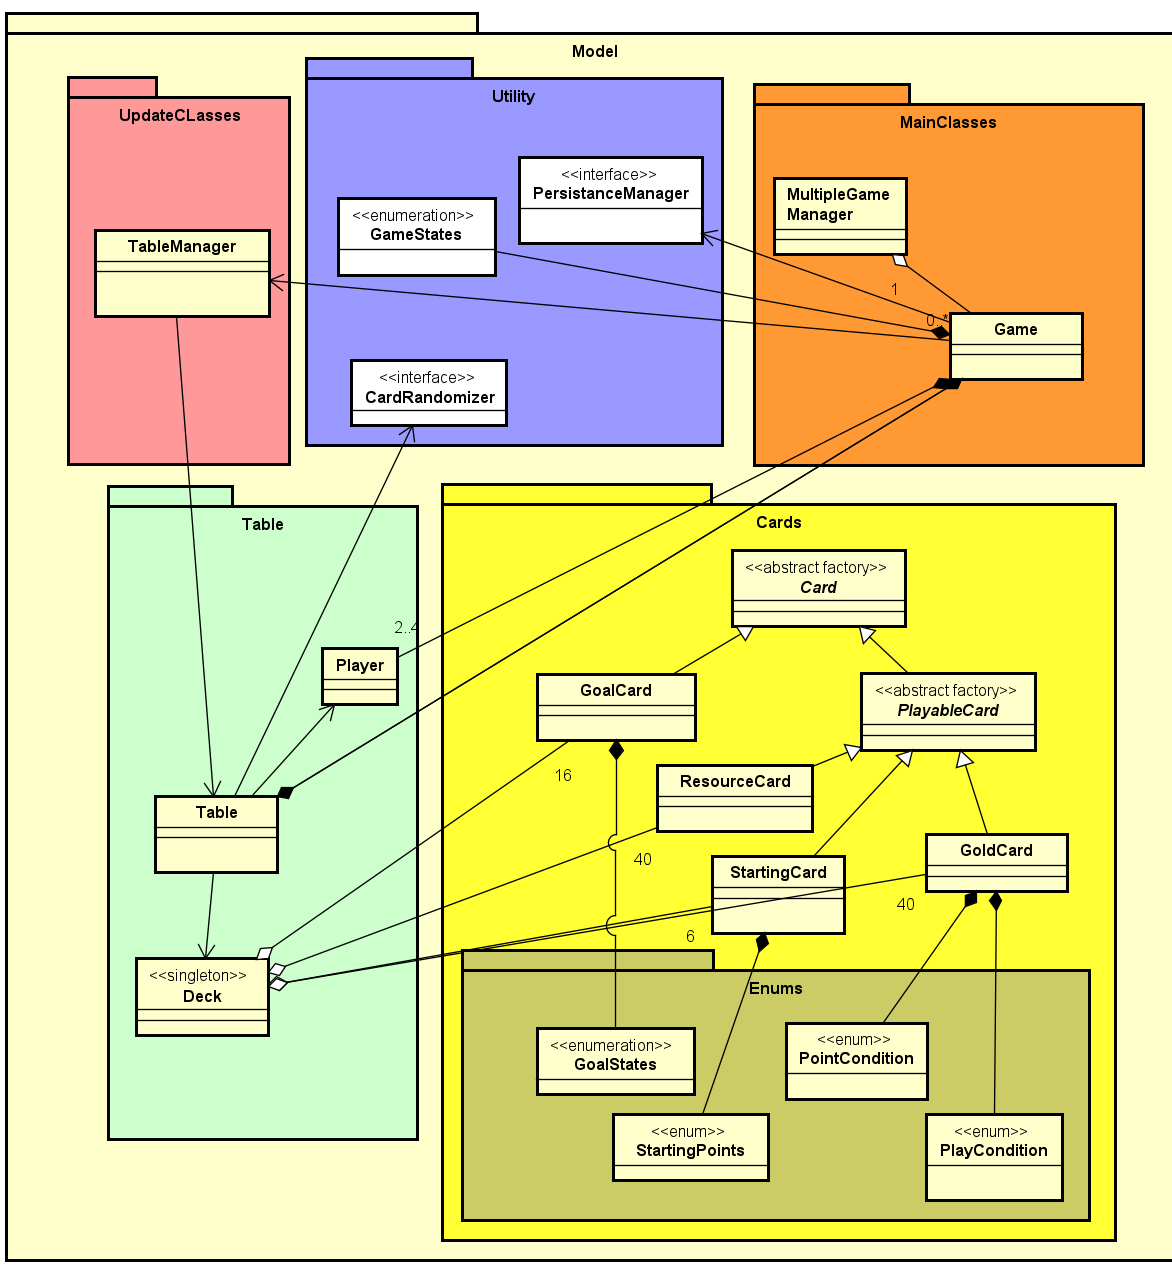 Model
UpdateCLasses
TableManager
Utility
<<interface>>
PersistanceManager
<<enumeration>>
GameStates
<<interface>>
CardRandomizer
MainClasses
MultipleGame
Manager
1
0..*
Game
Table
2..4
Player
Table
<<singleton>>
Deck
Cards
<<abstract factory>>
Card
GoalCard
<<abstract factory>>
PlayableCard
16
ResourceCard
40
StartingCard
GoldCard
40
6
Enums
<<enumeration>>
GoalStates
<<enum>>
PointCondition
<<enum>>
StartingPoints
<<enum>>
PlayCondition